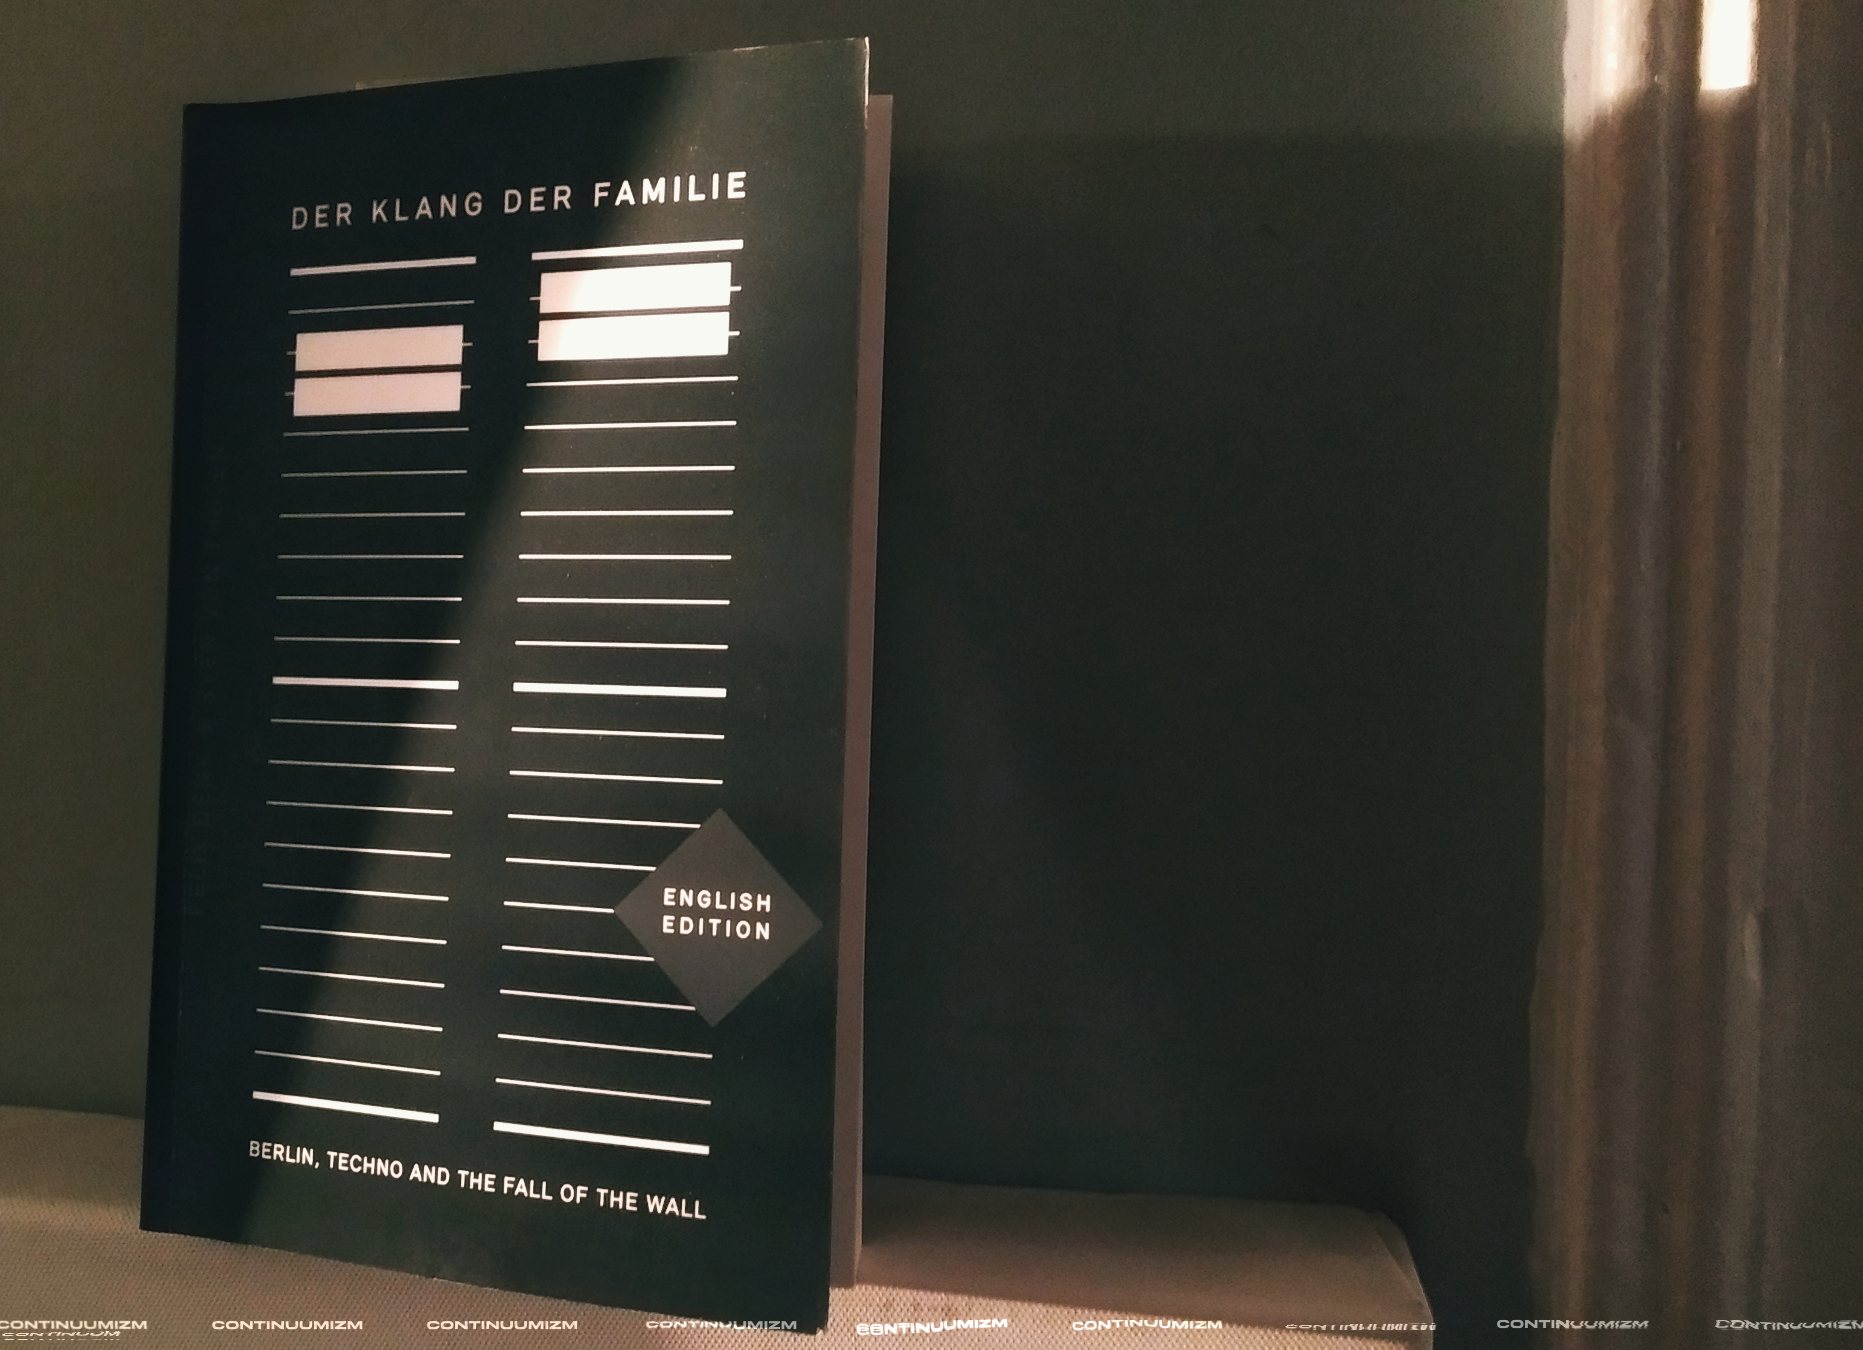 DER KLANG DER FAMILIE
ENGLISH
EDITION
BERLIN, TECHNO AND THE FALL OF THE WALL
CONTINUUMIZM CONTINUUMIZM CONTINUUMIZM CONTINUUMIZM CONTINUUMIZM CONTINUUMIZM CONTINUUMIZM CONTINUUMIZM